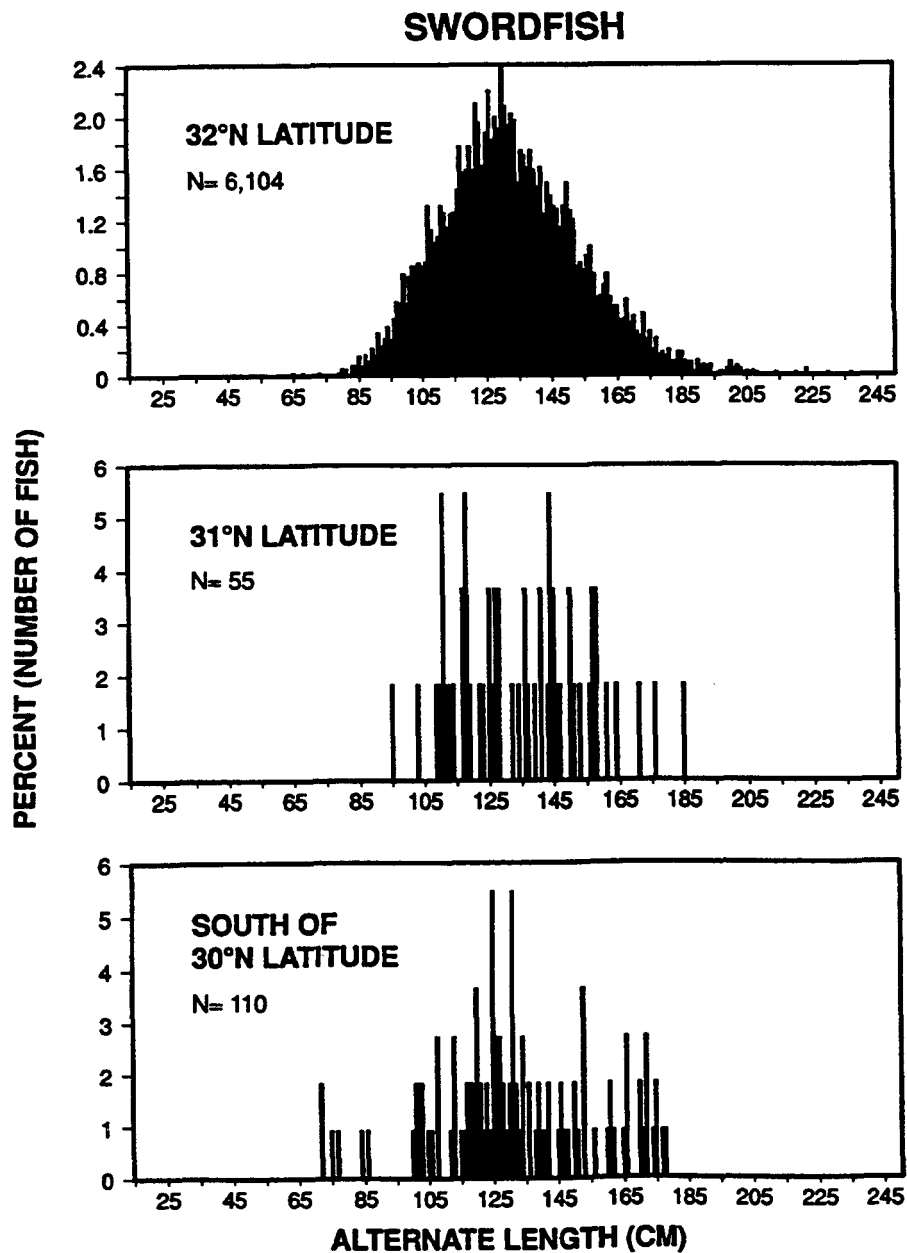 SWORDFISH
2.4
2.0
1.6
1.2
0.8
0.4
0
32°N LATITUDE
N= 6,104
25 45 65 85 105 125 145 165 185 205 225 245
PERCENT (NUMBER OF FISH)
6
5
4
3
2
1
0
31°N LATITUDE
N= 55
25 45 65 85 105 125 145 165 185 205 225 245
6
5
4
3
2
1
0
SOUTH OF
30°N LATITUDE
N= 110
25 45 65 85 105 125 145 165 185 205 225 245
ALTERNATE LENGTH (CM)